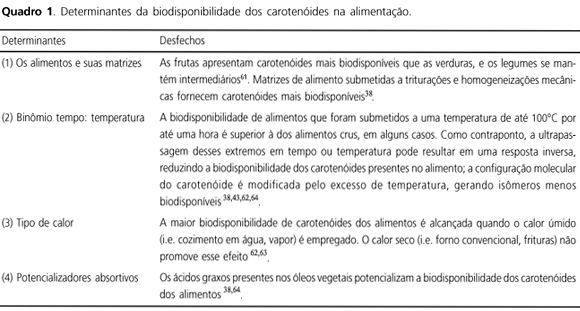 Quadro 1. Determinantes da biodisponibilidade dos carotenóides na alimentação.
Determinantes Desfechos
(1) Os alimentos e suas matrizes As frutas apresentam carotenóides mais biodisponíveis que as verduras, e os legumes se man-
têm intermediários61. Matrizes de alimento submetidas a triturações e homogeneizações mecâni-
cas fornecem carotenóides mais biodisponíveis38.
(2) Binômio tempo: temperatura A biodisponibilidade de alimentos que foram submetidos a uma temperatura de até 100°C por
até uma hora é superior à dos alimentos crus, em alguns casos. Como contraponto, a ultrapas-
sagem desses extremos em tempo ou temperatura pode resultar em uma resposta inversa,
reduzindo a biodisponibilidade dos carotenóides presentes no alimento; a configuração molecular
do carotenóide é modificada pelo excesso de temperatura, gerando isômeros menos
biodisponíveis38,43,62,64.
(3) Tipo de calor A maior biodisponibilidade de carotenóides dos alimentos é alcançada quando o calor úmido
(i.e. cozimento em água, vapor) é empregado. O calor seco (i.e. forno convencional, frituras) não
promove esse efeito 62,63.
(4) Potencializadores absortivos Os ácidos graxos presentes nos óleos vegetais potencializam a biodisponibilidade dos carotenóides
dos alimentos 38,64.